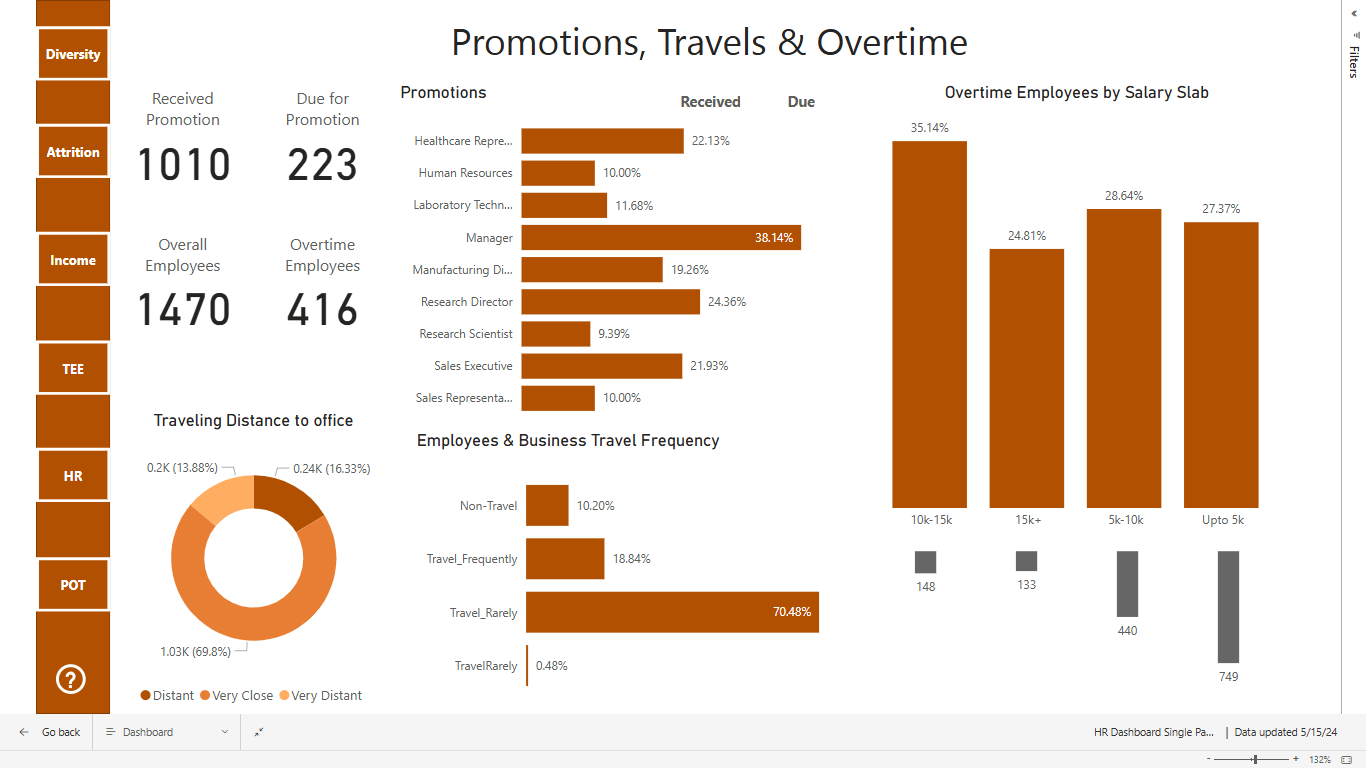 Promotions, Travels & Overtime
Diversity
Attrition
Income
TEE
HR
POT
?
Received
Promotion
1010
Due for
Promotion
223
Overall
Employees
1470
Overtime
Employees
416
Traveling Distance to office
0.2K (13.88%)
0.24K (16.33%)
1.03K (69.8%)
Distant Very Close Very Distant
Promotions
Received Due
Healthcare Repre... 22.13%
Human Resources 10.00%
Laboratory Techn... 11.68%
Manager 38.14%
Manufacturing Di... 19.26%
Research Director 24.36%
Research Scientist 9.39%
Sales Executive 21.93%
Sales Representa... 10.00%
Employees & Business Travel Frequency
Non-Travel 10.20%
Travel_Frequently 18.84%
Travel_Rarely 70.48%
TravelRarely 0.48%
Overtime Employees by Salary Slab
35.14%
24.81%
28.64%
27.37%
10k-15k 15k+ 5k-10k Upto 5k
148
133
440
749
Filters
Go back
Dashboard
HR Dashboard Single Pa... | Data updated 5/15/24
- + 132%